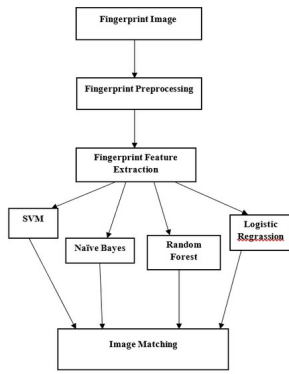 Fingerprint Image
Fingerprint Preprocessing
Fingerprint Feature
Extraction
SVM
Naïve Bayes
Random
Forest
Logistic
Regrassion
Image Matching